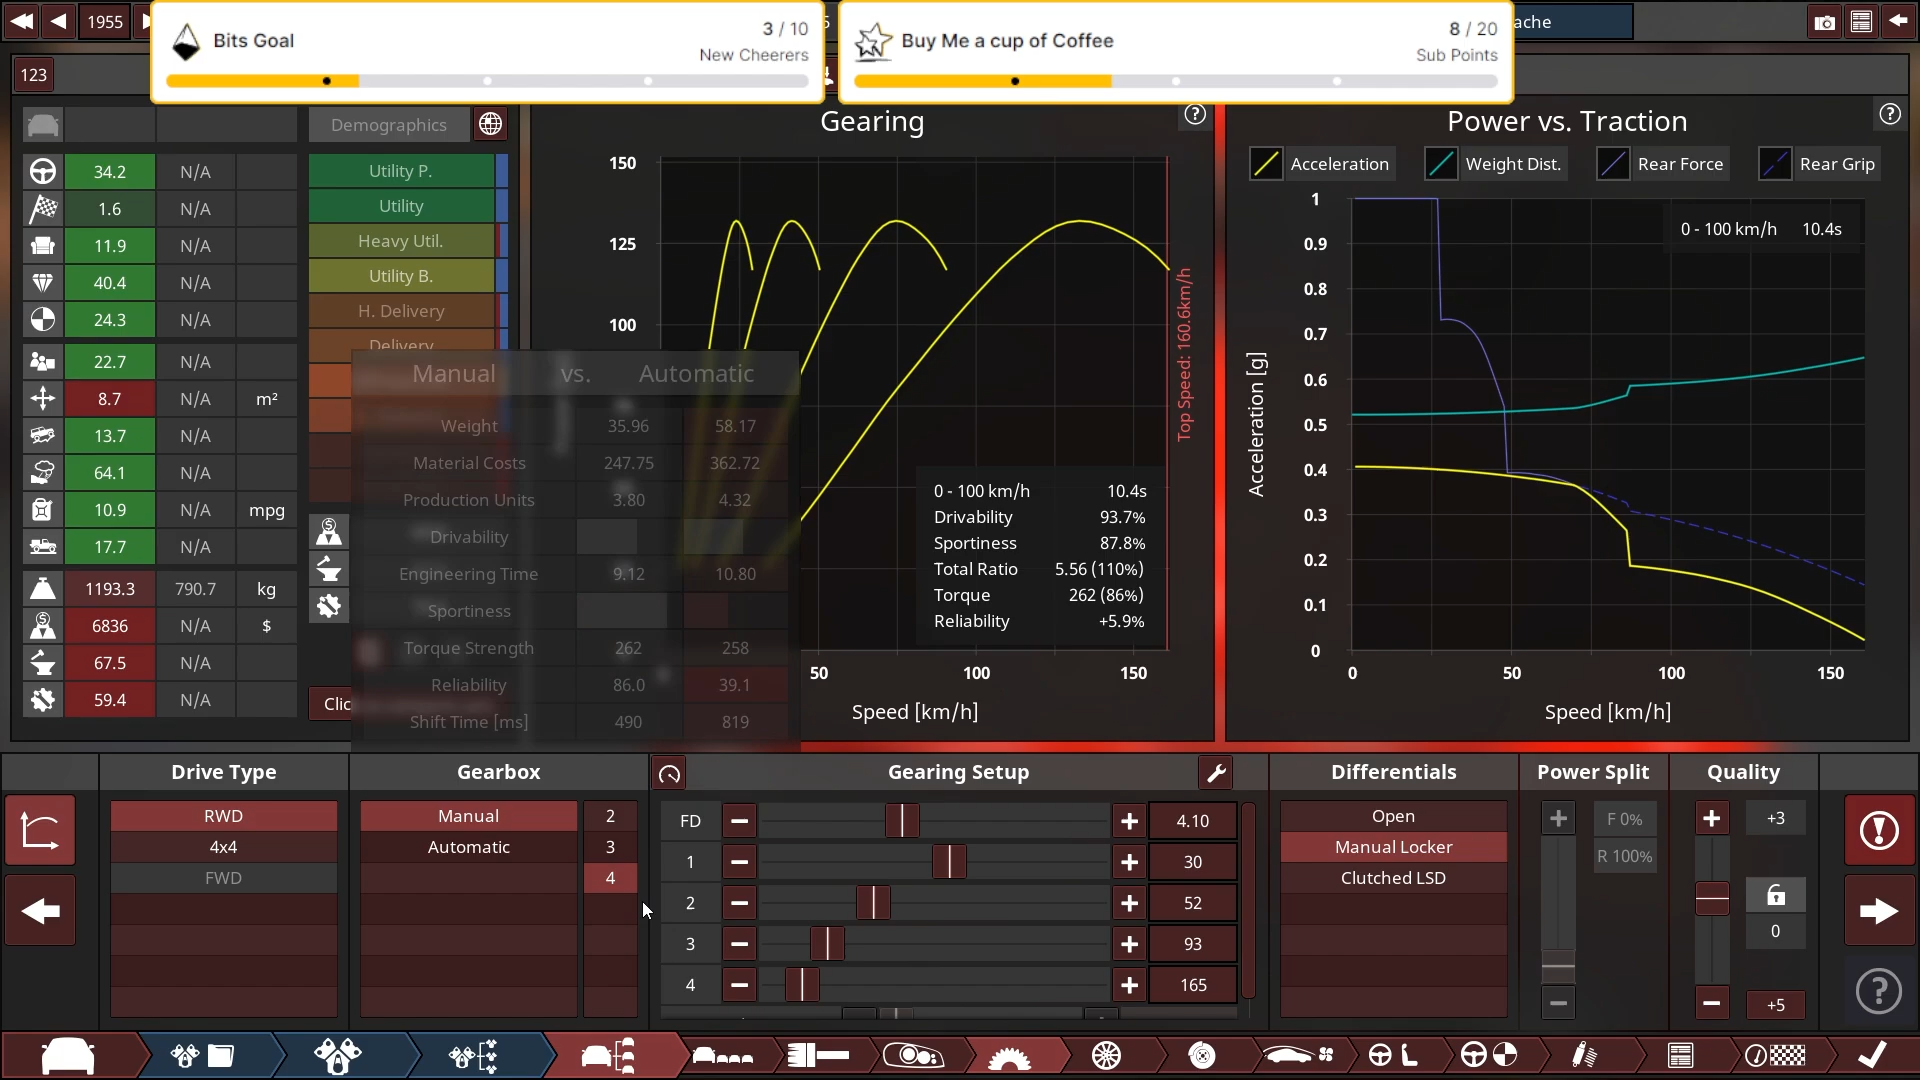 1955
Bits Goal
3 / 10
New Cheerers
Buy Me a cup of Coffee
8 / 20
Sub Points
ache
123
Demographics
Utility P.
Utility
Heavy Util.
Utility B.
H. Delivery
Delivery
34.2 N/A
1.6 N/A
11.9 N/A
40.4 N/A
24.3 N/A
22.7 N/A
8.7 N/A m²
13.7 N/A
64.1 N/A
10.9 N/A mpg
17.7 N/A
1193.3 790.7 kg
6836 N/A $
67.5 N/A
59.4 N/A
Manual vs. Automatic
Weight 35.96 58.17
Material Costs 247.75 362.72
Production Units 3.80 4.32
Drivability
Engineering Time 9.12 10.80
Sportiness
Torque Strength 262 258
Reliability 86.0 39.1
Shift Time [ms] 490 819
Gearing
150
125
100
Top Speed: 160.6km/h
0 - 100 km/h 10.4s
Drivability 93.7%
Sportiness 87.8%
Total Ratio 5.56 (110%)
Torque 262 (86%)
Reliability +5.9%
50 100 150
Speed [km/h]
Power vs. Traction
Acceleration
Weight Dist.
Rear Force
Rear Grip
0 - 100 km/h 10.4s
Acceleration [g]
1
0.9
0.8
0.7
0.6
0.5
0.4
0.3
0.2
0.1
0
0 50 100 150
Speed [km/h]
Drive Type
RWD
4x4
FWD
Gearbox
Manual
Automatic
2
3
4
Gearing Setup
FD 4.10
1 30
2 52
3 93
4 165
Differentials
Open
Manual Locker
Clutched LSD
Power Split
F 0%
R 100%
Quality
+3
0
+5